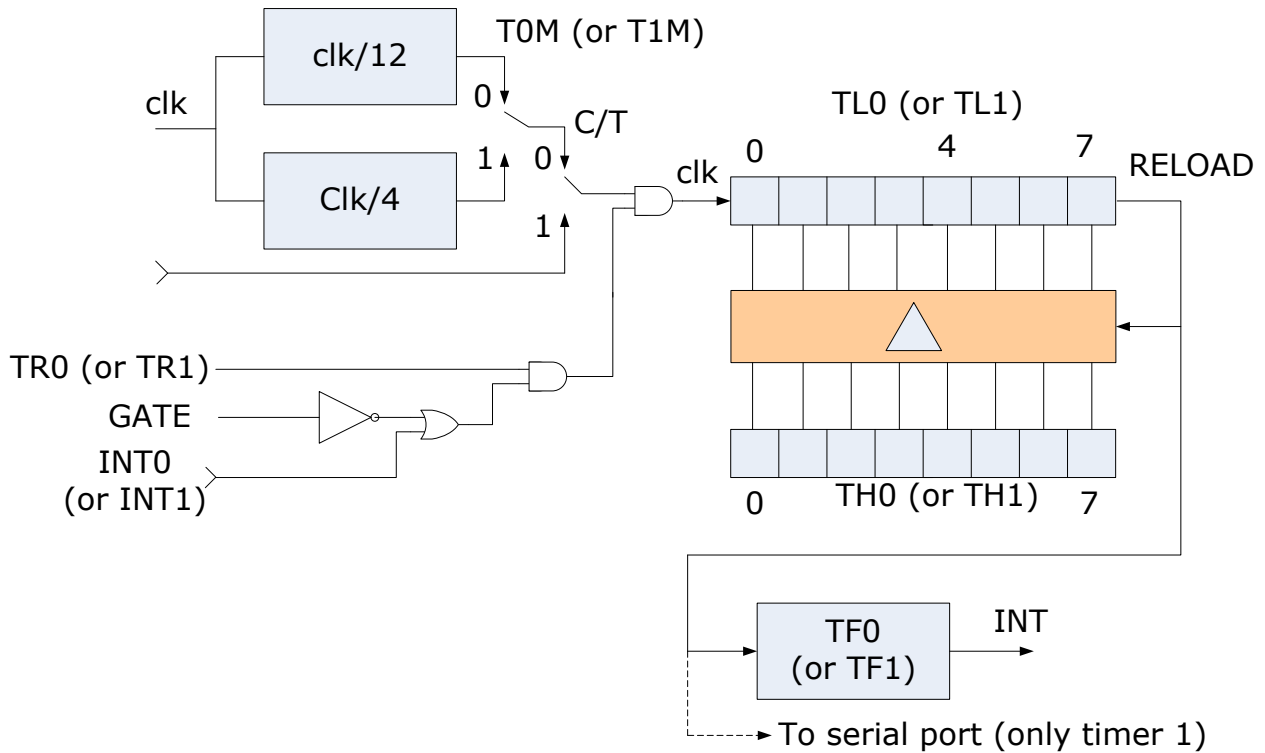 T0M (or T1M)
clk/12
clk
0
C/T
TL0 (or TL1)
0
4
7
RELOAD
1
0
clk
Clk/4
1
TR0 (or TR1)
GATE
INT0
(or INT1)
TH0 (or TH1)
0
7
TF0
(or TF1)
INT
To serial port (only timer 1)